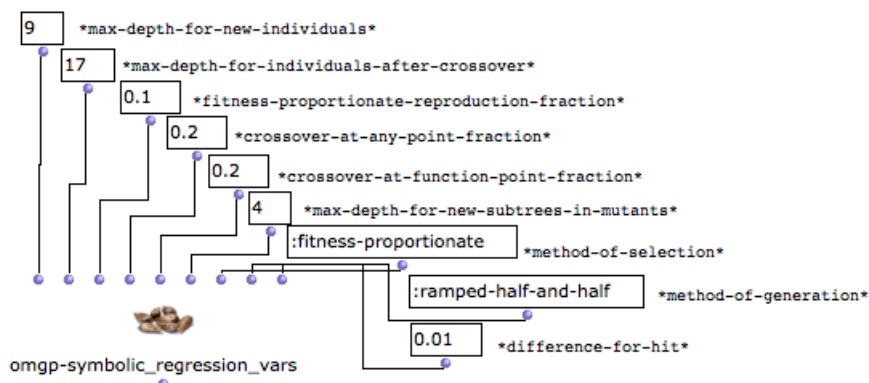 9 *max-depth-for-new-individuals*
17 *max-depth-for-individuals-after-crossover*
0.1 *fitness-proportionate-reproduction-fraction*
0.2 *crossover-at-any-point-fraction*
0.2 *crossover-at-function-point-fraction*
4 *max-depth-for-new-subtrees-in-mutants*
:fitness-proportionate *method-of-selection*
:ramped-half-and-half *method-of-generation*
0.01 *difference-for-hit*
omgp-symbolic_regression_vars